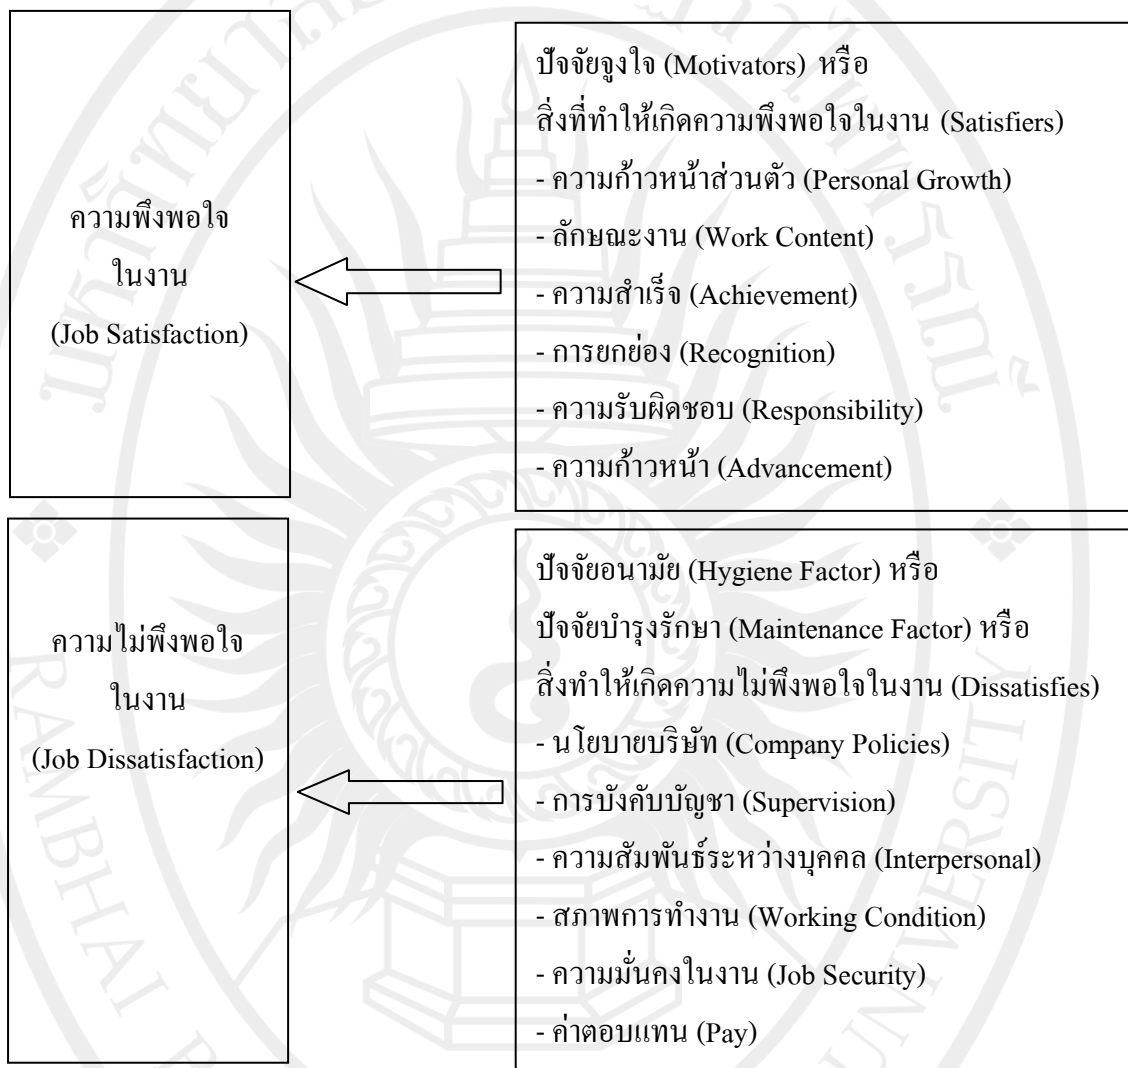 ความพึงพอใจ
ในงาน
(Job Satisfaction)
ปัจจัยจูงใจ (Motivators) หรือ
สิ่งที่ทำให้เกิดความพึงพอใจในงาน (Satisfiers)
- ความก้าวหน้าส่วนตัว (Personal Growth)
- ลักษณะงาน (Work Content)
- ความสำเร็จ (Achievement)
- การยกย่อง (Recognition)
- ความรับผิดชอบ (Responsibility)
- ความก้าวหน้า (Advancement)
ความไม่พึงพอใจ
ในงาน
(Job Dissatisfaction)
ปัจจัยอนามัย (Hygiene Factor) หรือ
ปัจจัยบำรุงรักษา (Maintenance Factor) หรือ
สิ่งทำให้เกิดความไม่พึงพอใจในงาน (Dissatisfies)
- นโยบายบริษัท (Company Policies)
- การบังคับบัญชา (Supervision)
- ความสัมพันธ์ระหว่างบุคคล (Interpersonal)
- สภาพการทำงาน (Working Condition)
- ความมั่นคงในงาน (Job Security)
- ค่าตอบแทน (Pay)
RAMBHAI
UNIVERSITY